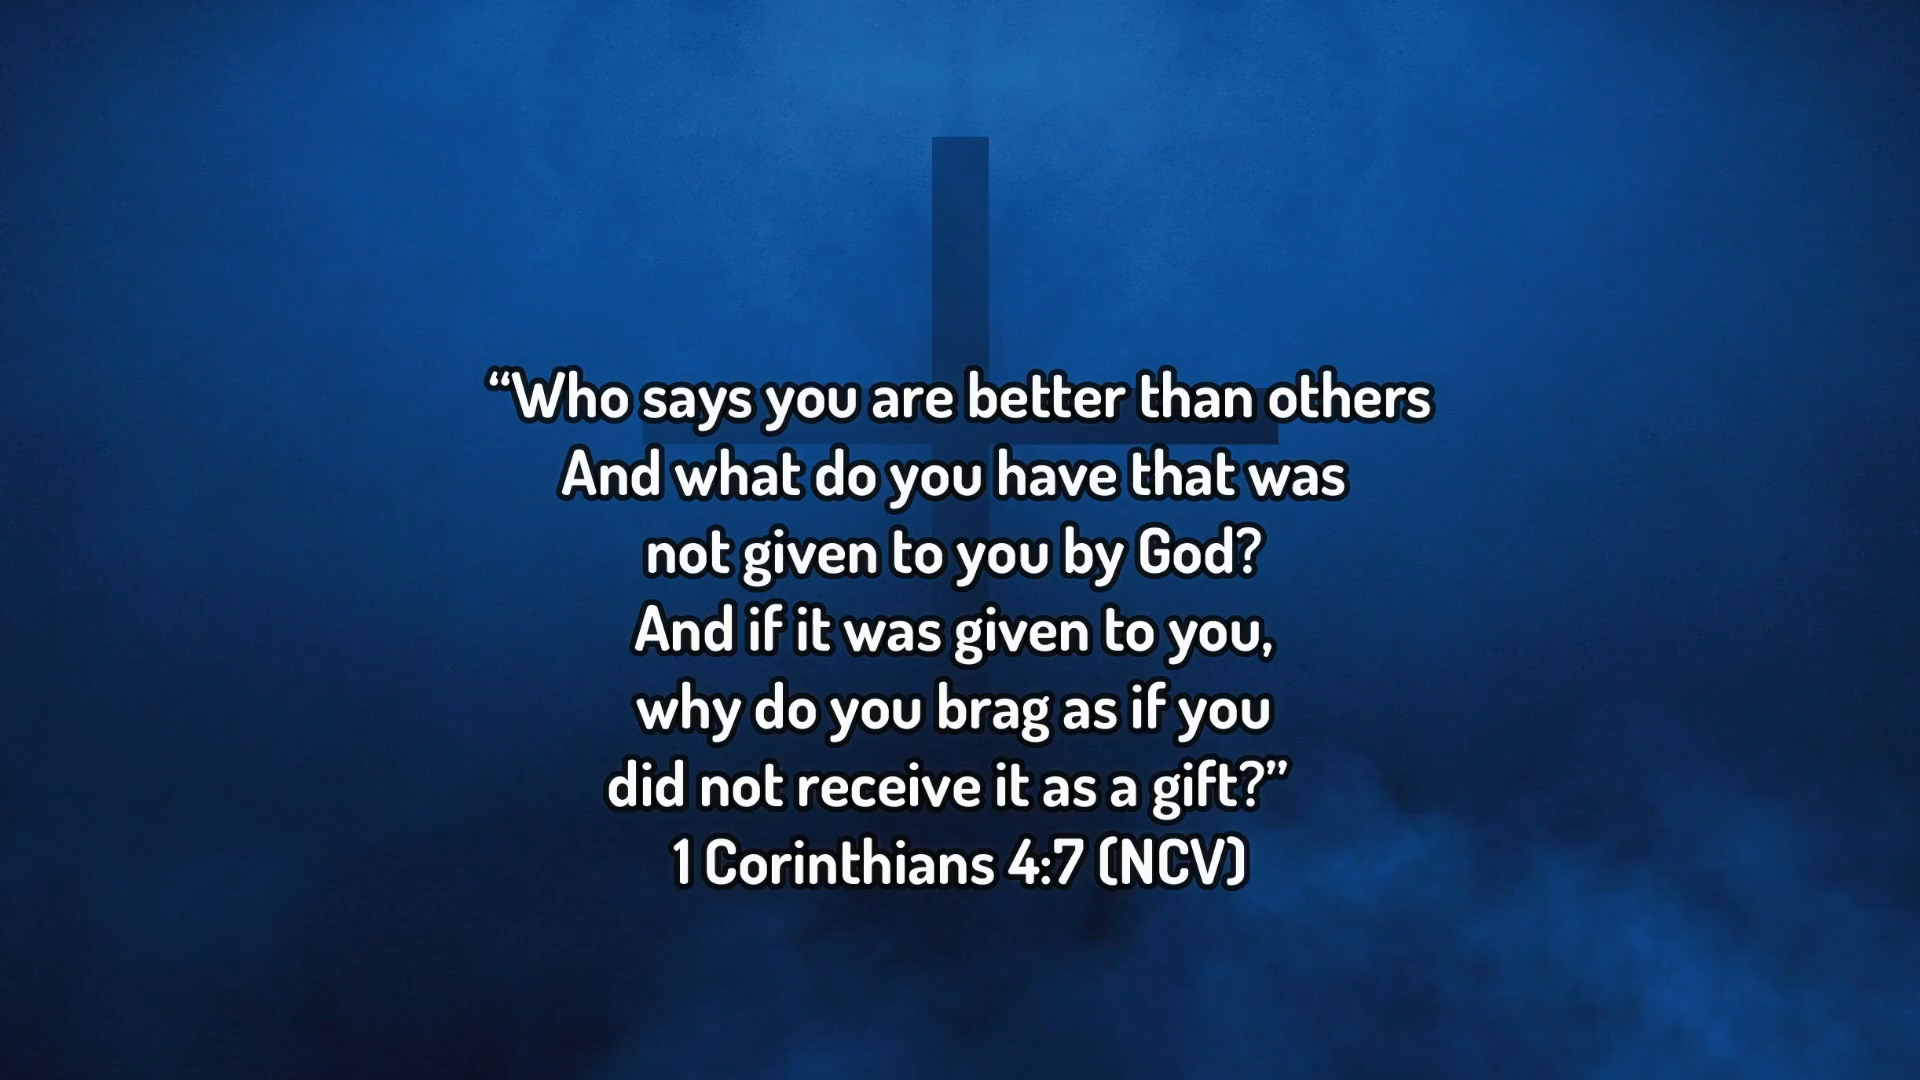 “Who says you are better than others
And what do you have that was
not given to you by God?
And if it was given to you,
why do you brag as if you
did not receive it as a gift?”
1 Corinthians 4:7 (NCV)